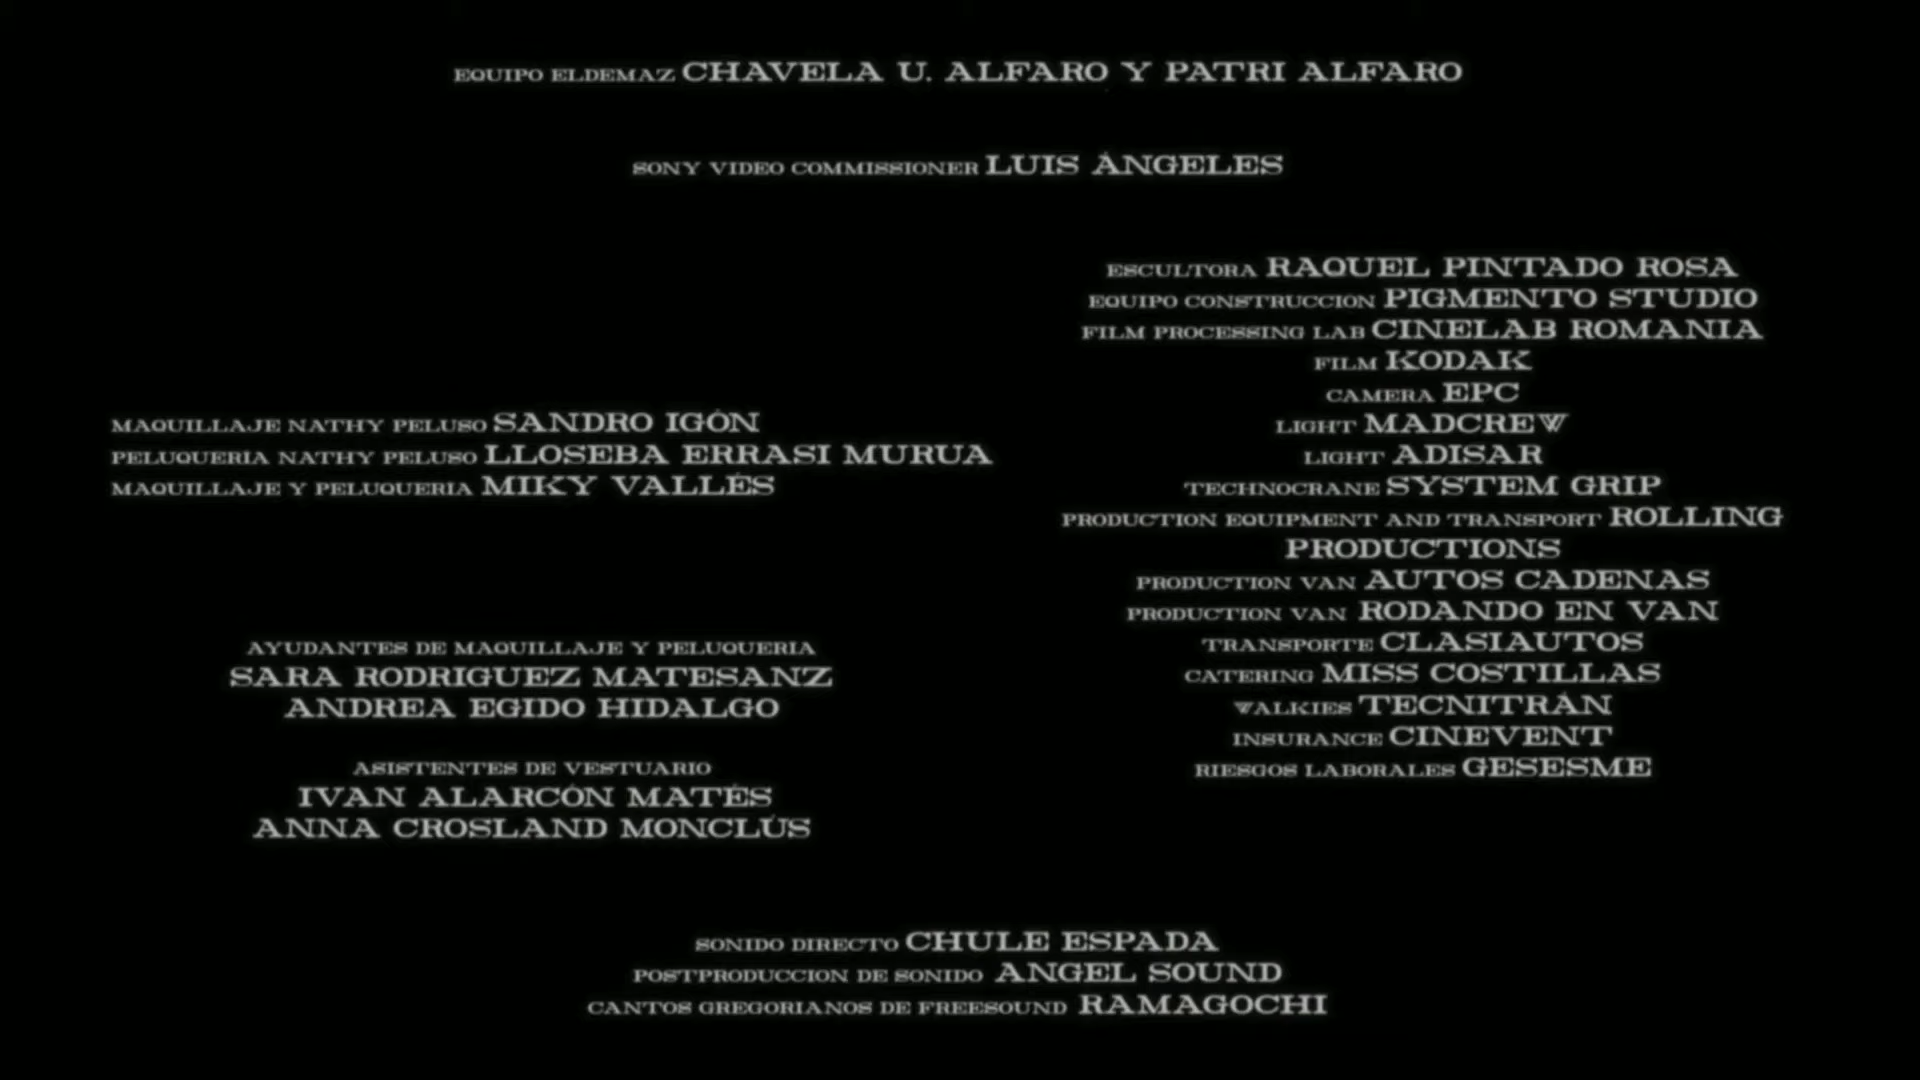 EQUIPO ELDEMAZ CHAVELA U. ALFARO Y PATRI ALFARO
SONY VIDEO COMMISSIONER LUIS ÁNGELES
MAQUILLAJE NATHY PELUSO SANDRO IGÓN
PELUQUERIA NATHY PELUSO LLOSEBA ERRASI MURUA
MAQUILLAJE Y PELUQUERIA MIKY VALLÉS
AYUDANTES DE MAQUILLAJE Y PELUQUERIA
SARA RODRIGUEZ MATESANZ
ANDREA EGIDO HIDALGO
ASISTENTES DE VESTUARIO
IVAN ALARCÓN MATÉS
ANNA CROSLAND MONCLÚS
ESCULTORA RAQUEL PINTADO ROSA
EQUIPO CONSTRUCCION PIGMENTO STUDIO
FILM PROCESSING LAB CINELAB ROMANIA
FILM KODAK
CAMERA EPC
LIGHT MADCREW
LIGHT ADISAR
TECHNOCRANE SYSTEM GRIP
PRODUCTION EQUIPMENT AND TRANSPORT ROLLING
PRODUCTIONS
PRODUCTION VAN AUTOS CADENAS
PRODUCTION VAN RODANDO EN VAN
TRANSPORTE CLASIAUTOS
CATERING MISS COSTILLAS
WALKIES TECNITRÁN
INSURANCE CINEVENT
RIESGOS LABORALES GESESME
SONIDO DIRECTO CHULE ESPADA
POSTPRODUCCION DE SONIDO ANGEL SOUND
CANTOS GREGORIANOS DE FREESOUND RAMAGOCHI